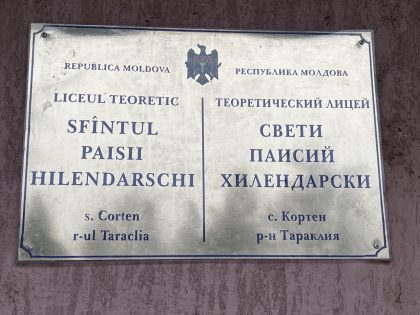 REPUBLICA MOLDOVA
LICEUL TEORETIC
SFÎNTUL
PAISII
HILENDARSCHI
s. Corten
r-ul Taraclia
РЕСПУБЛИКА МОЛДОВА
ТЕОРЕТИЧЕСКИЙ ЛИЦЕЙ
СВЕТИ
ПАИСИЙ
ХИЛЕНДАРСКИ
с. Кортен
р-н Тараклия